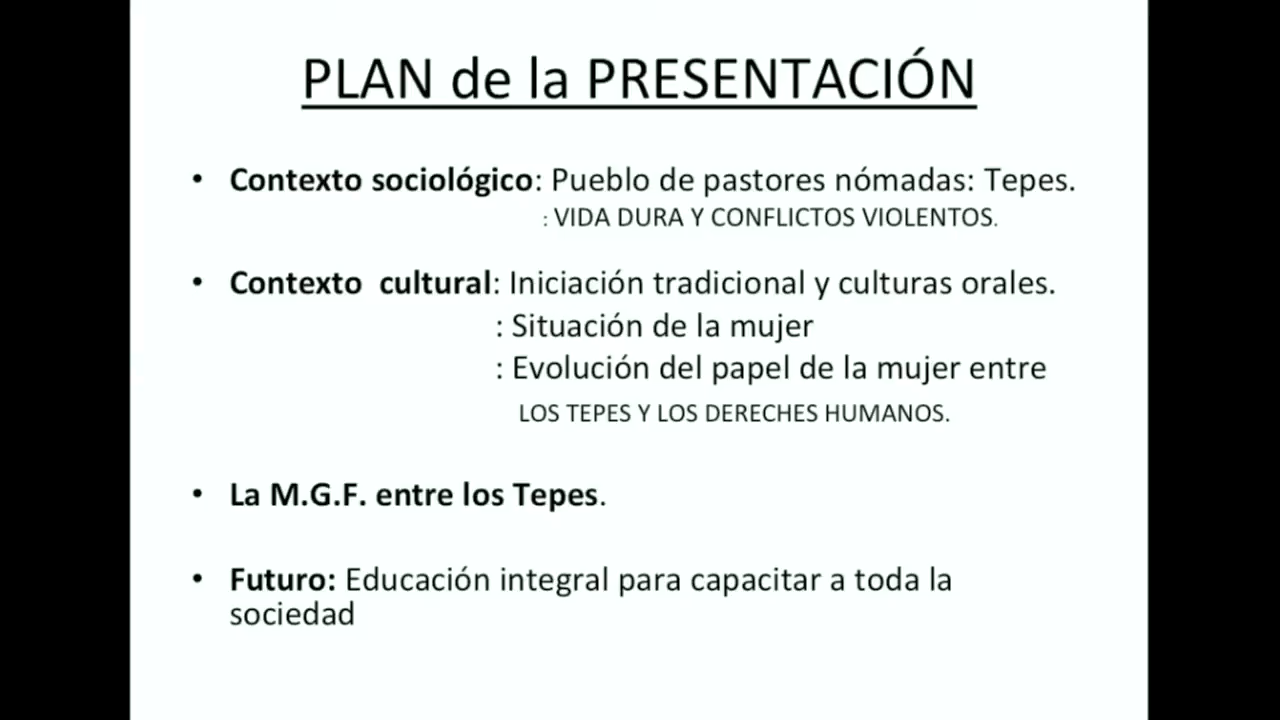 PLAN de la PRESENTACIÓN
• Contexto sociológico: Pueblo de pastores nómadas: Tepes.
: VIDA DURA Y CONFLICTOS VIOLENTOS.
• Contexto cultural: Iniciación tradicional y culturas orales.
: Situación de la mujer
: Evolución del papel de la mujer entre
LOS TEPES Y LOS DERECHES HUMANOS.
• La M.G.F. entre los Tepes.
• Futuro: Educación integral para capacitar a toda la
sociedad